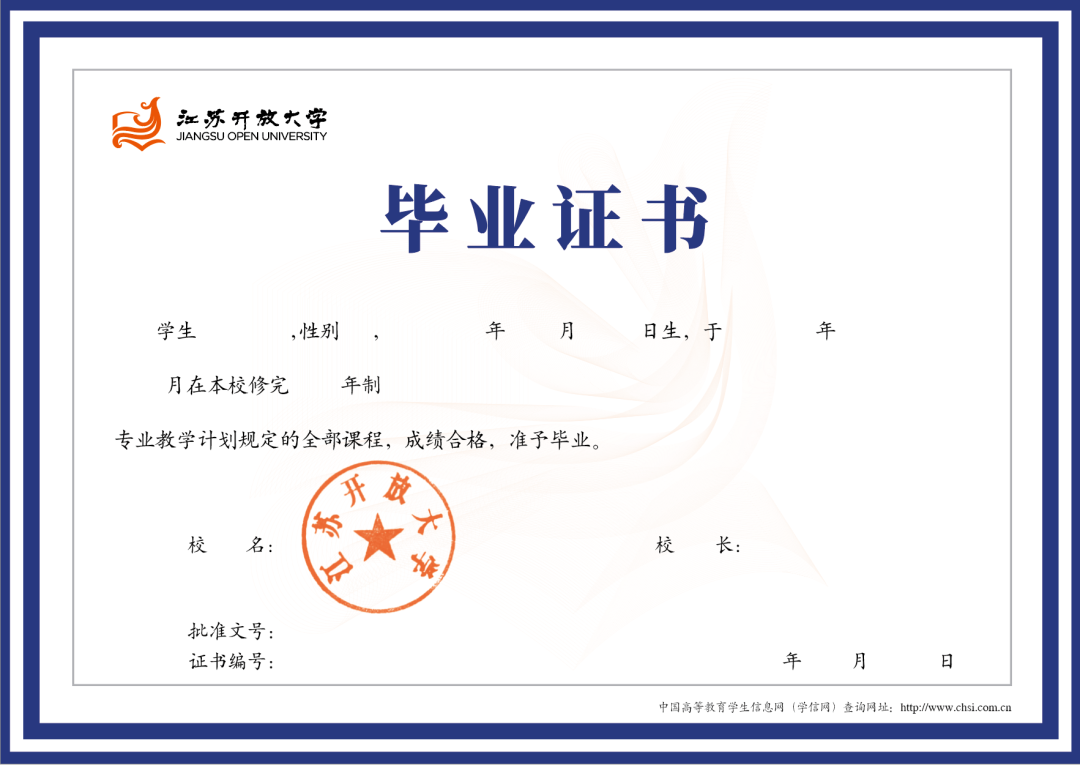 江苏开放大学
JIANGSU OPEN UNIVERSITY
毕业证书
学生 ,性别 , 年 月 日生，于 年
月在本校修完 年制
专业教学计划规定的全部课程，成绩合格，准予毕业。
江苏开放大学
校 名： 校 长：
批准文号：
证书编号： 年 月 日
中国高等教育学生信息网（学信网）查询网址：http://www.chsi.com.cn